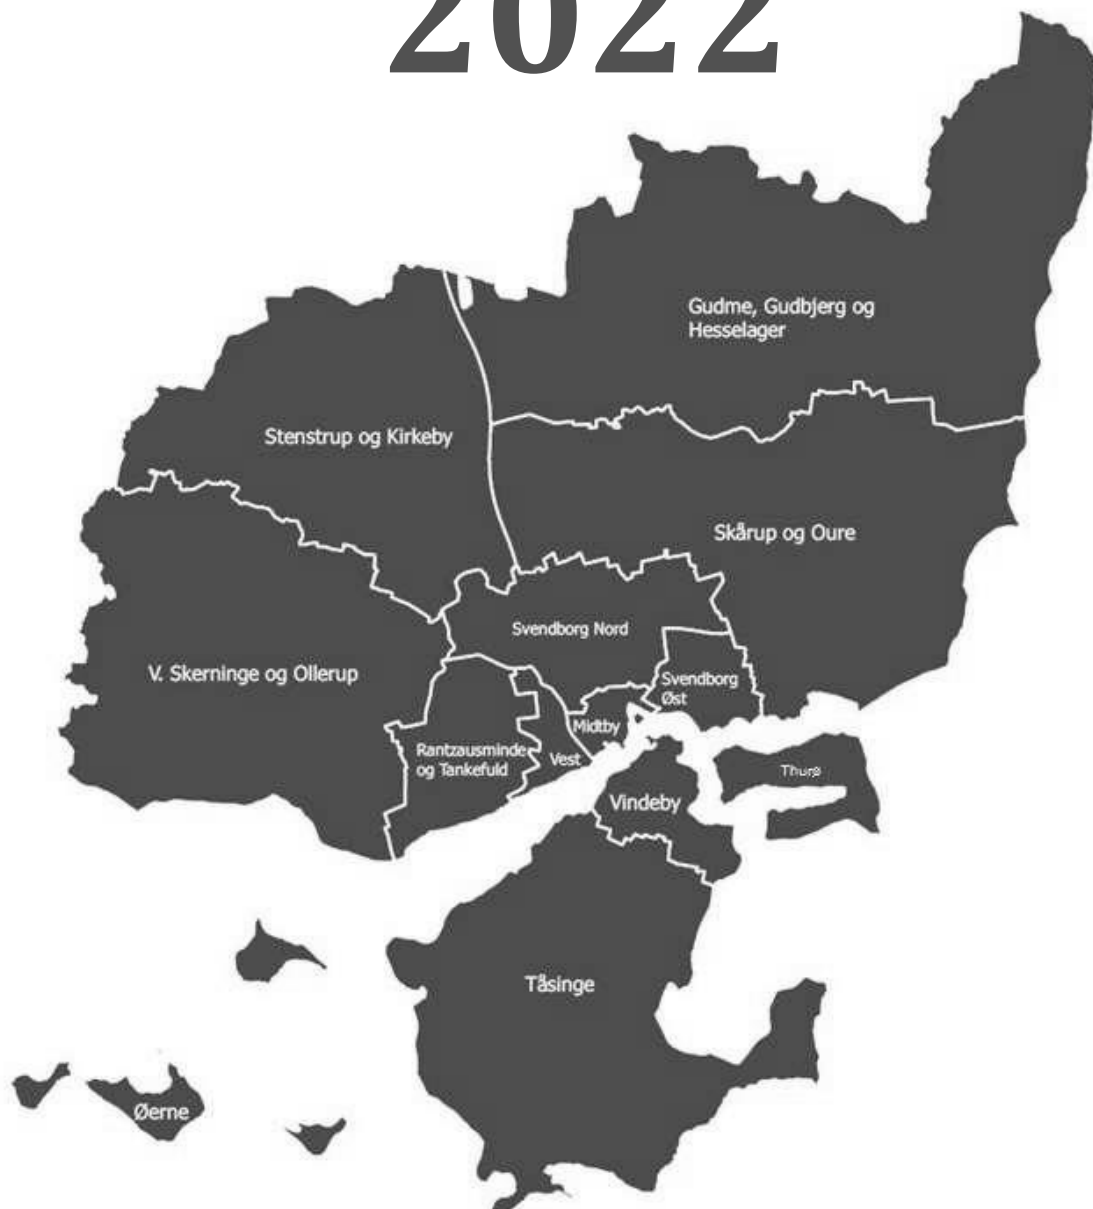 2022
Gudme, Gudbjerg og
Hesselager
Stenstrup og Kirkeby
Skårup og Oure
Svendborg Nord
V. Skerninge og Ollerup
Svendborg
Øst
Midtby
Rantzausminde
og Tankefuld
Vest
Thurø
Vindeby
Tåsinge
Øerne